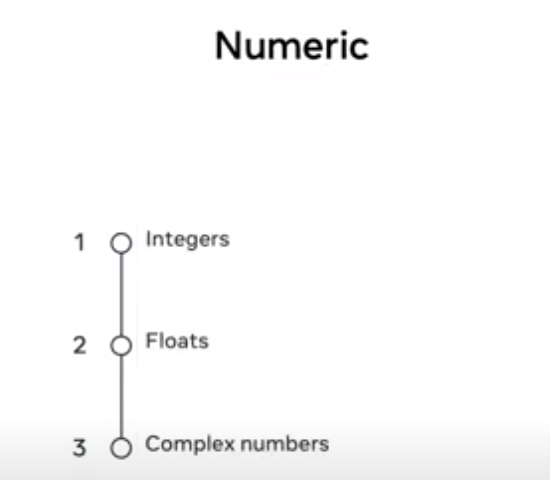 Numeric
1 Integers
2 Floats
3 Complex numbers